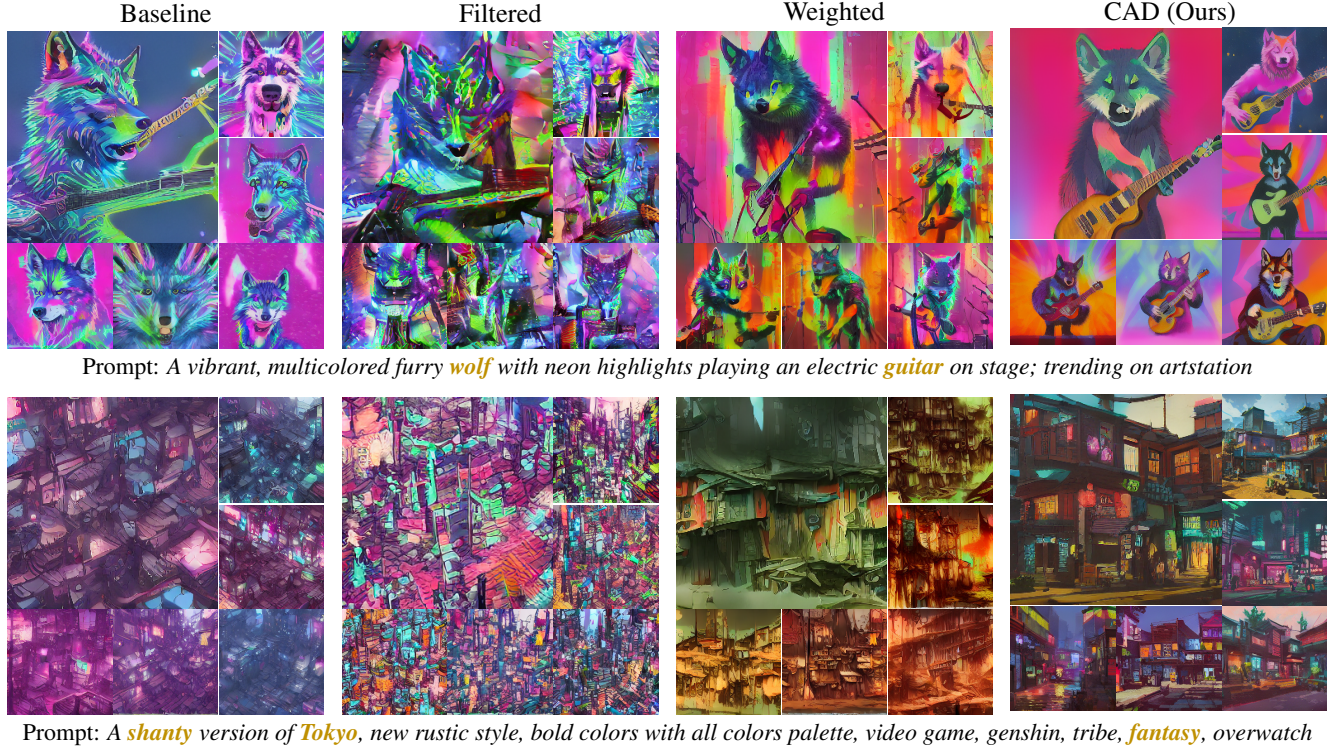 Baseline Filtered Weighted CAD (Ours)
Prompt: A vibrant, multicolored furry wolf with neon highlights playing an electric guitar on stage; trending on artstation
Prompt: A shanty version of Tokyo, new rustic style, bold colors with all colors palette, video game, genshin, tribe, fantasy, overwatch